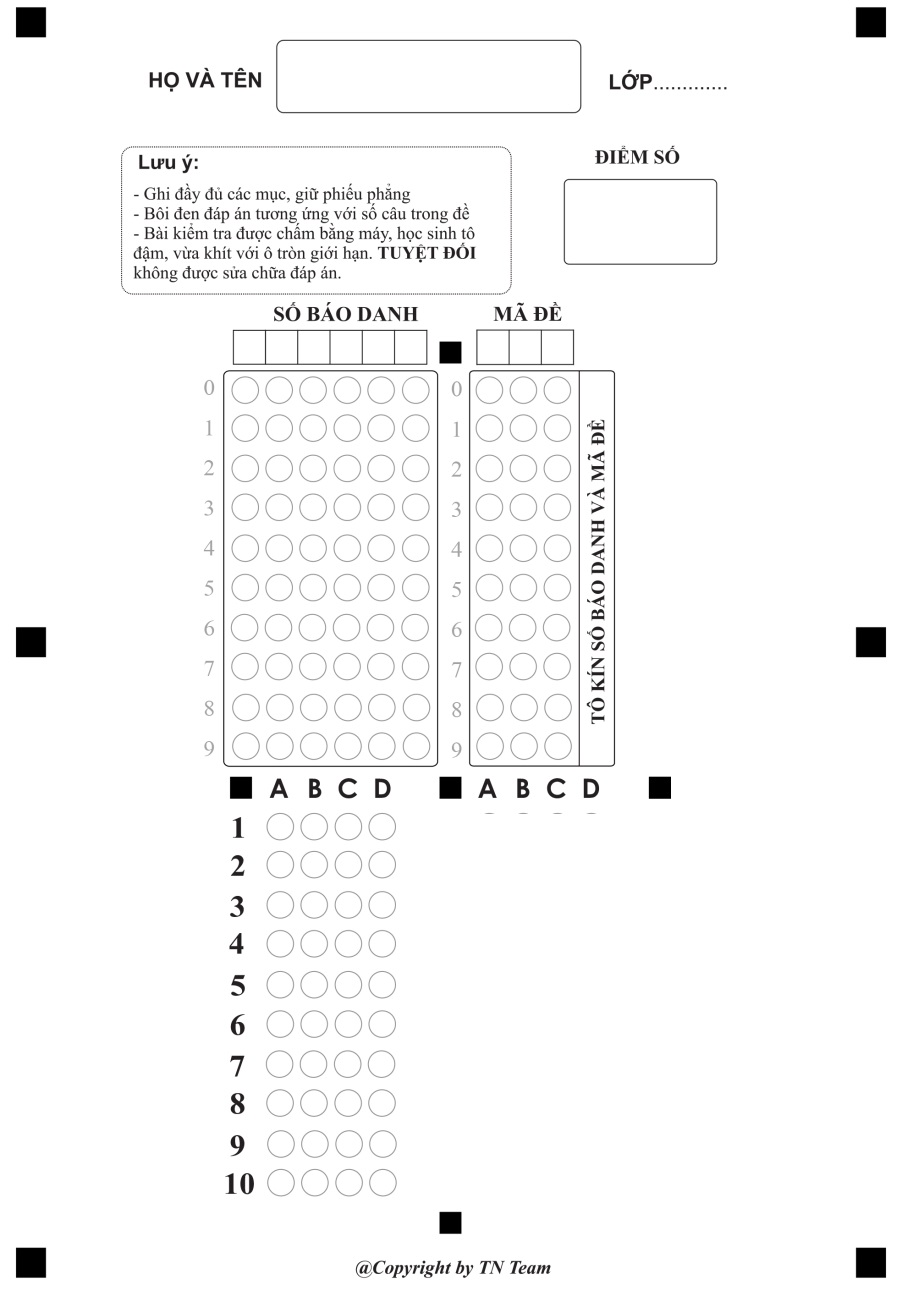 HỌ VÀ TÊN
LỚP.............
Lưu ý:
- Ghi đầy đủ các mục, giữ phiếu phẳng
- Bôi đen đáp án tương ứng với số câu trong đề
- Bài kiểm tra được chấm bằng máy, học sinh tô
đậm, vừa khít với ô tròn giới hạn. TUYỆT ĐỐI
không được sửa chữa đáp án.
ĐIỂM SỐ
SỐ BÁO DANH
MÃ ĐỀ
0 0
1 1
2 2
3 3
4 4
5 5
6 6
7 7
8 8
9 9
TÔ KÍN SỐ BÁO DANH VÀ MÃ ĐỀ
A B C D A B C D
1
2
3
4
5
6
7
8
9
10
@Copyright by TN Team